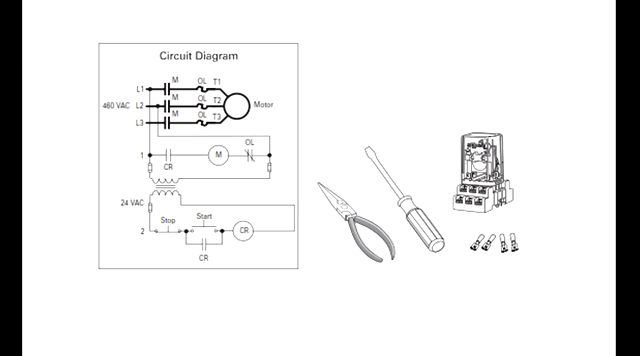 Circuit Diagram
M OL T1
L1
M OL T2
460 VAC L2 Motor
M OL T3
L3
OL
1 M
CR
24 VAC
Stop Start
2 CR
CR